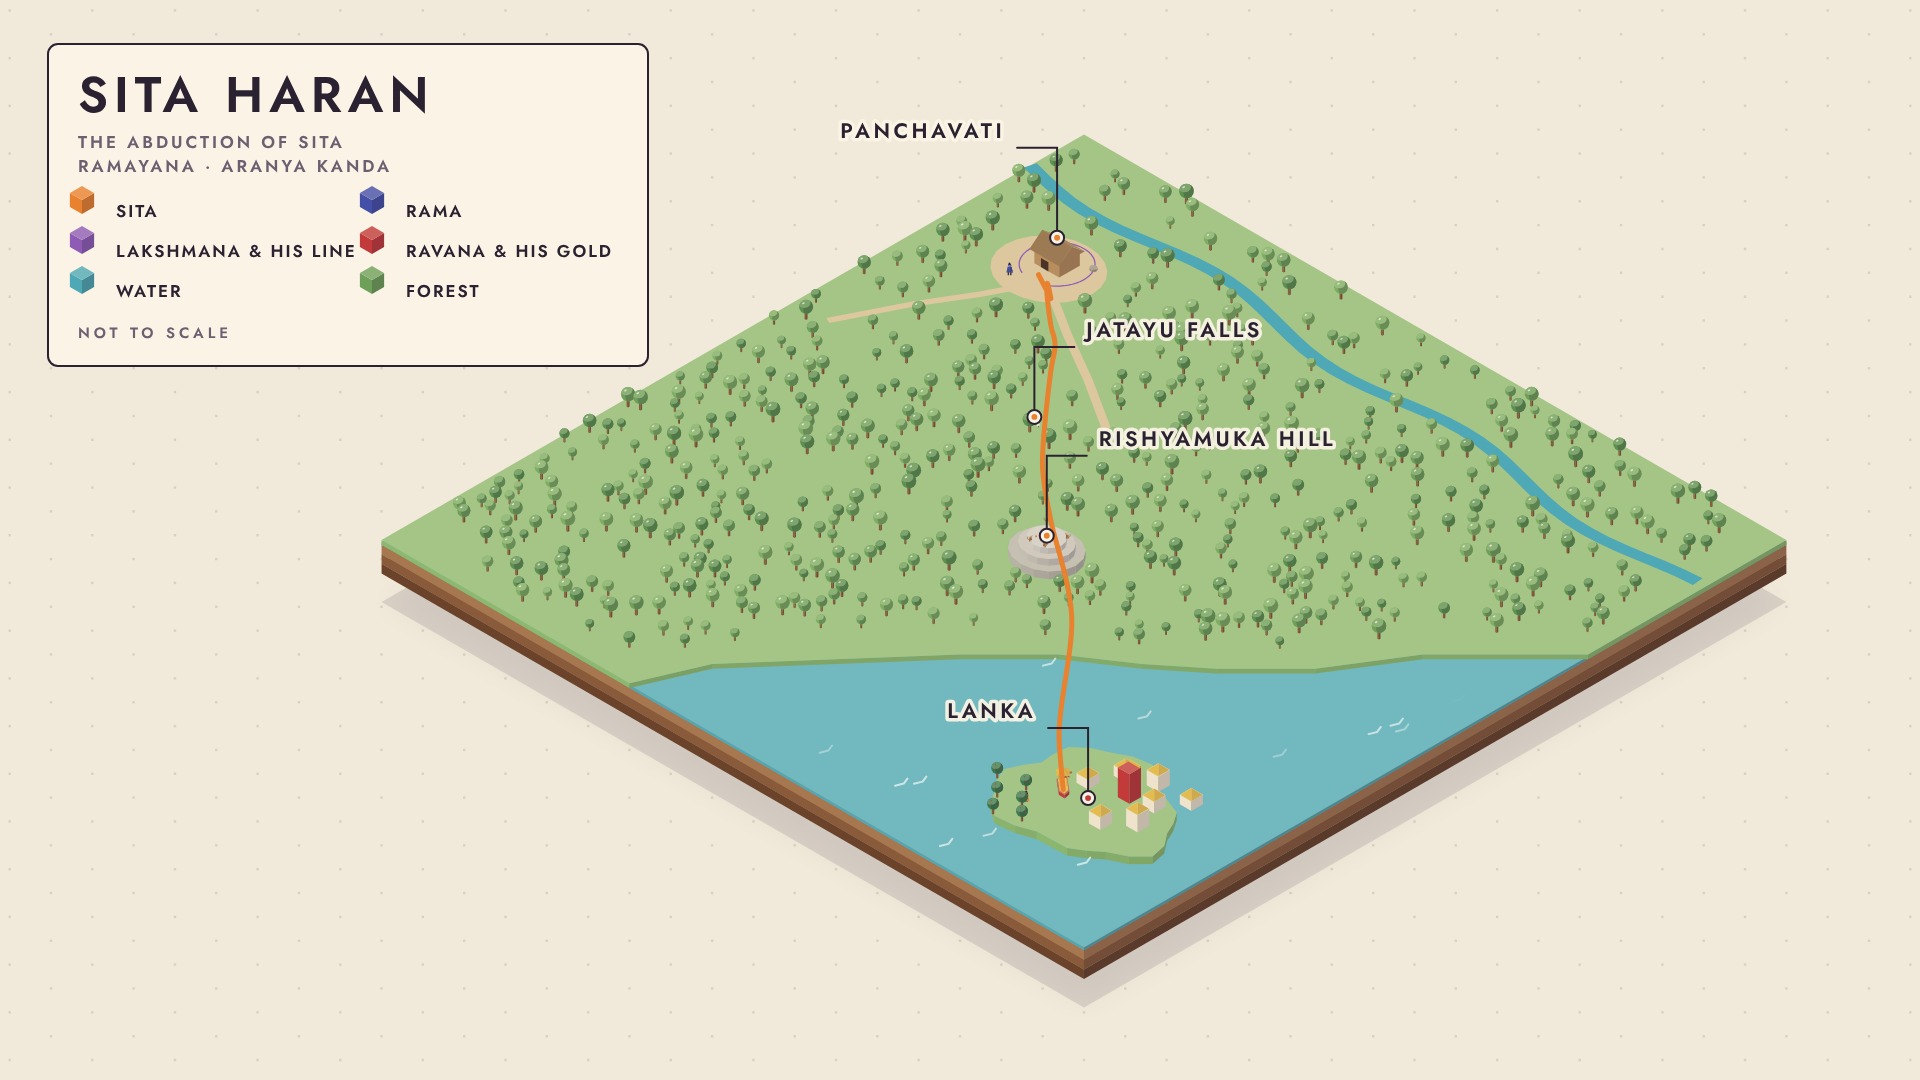 SITA HARAN
THE ABDUCTION OF SITA
RAMAYANA · ARANYA KANDA
SITA
RAMA
LAKSHMANA & HIS LINE
RAVANA & HIS GOLD
WATER
FOREST
NOT TO SCALE
PANCHAVATI
JATAYU FALLS
RISHYAMUKA HILL
LANKA